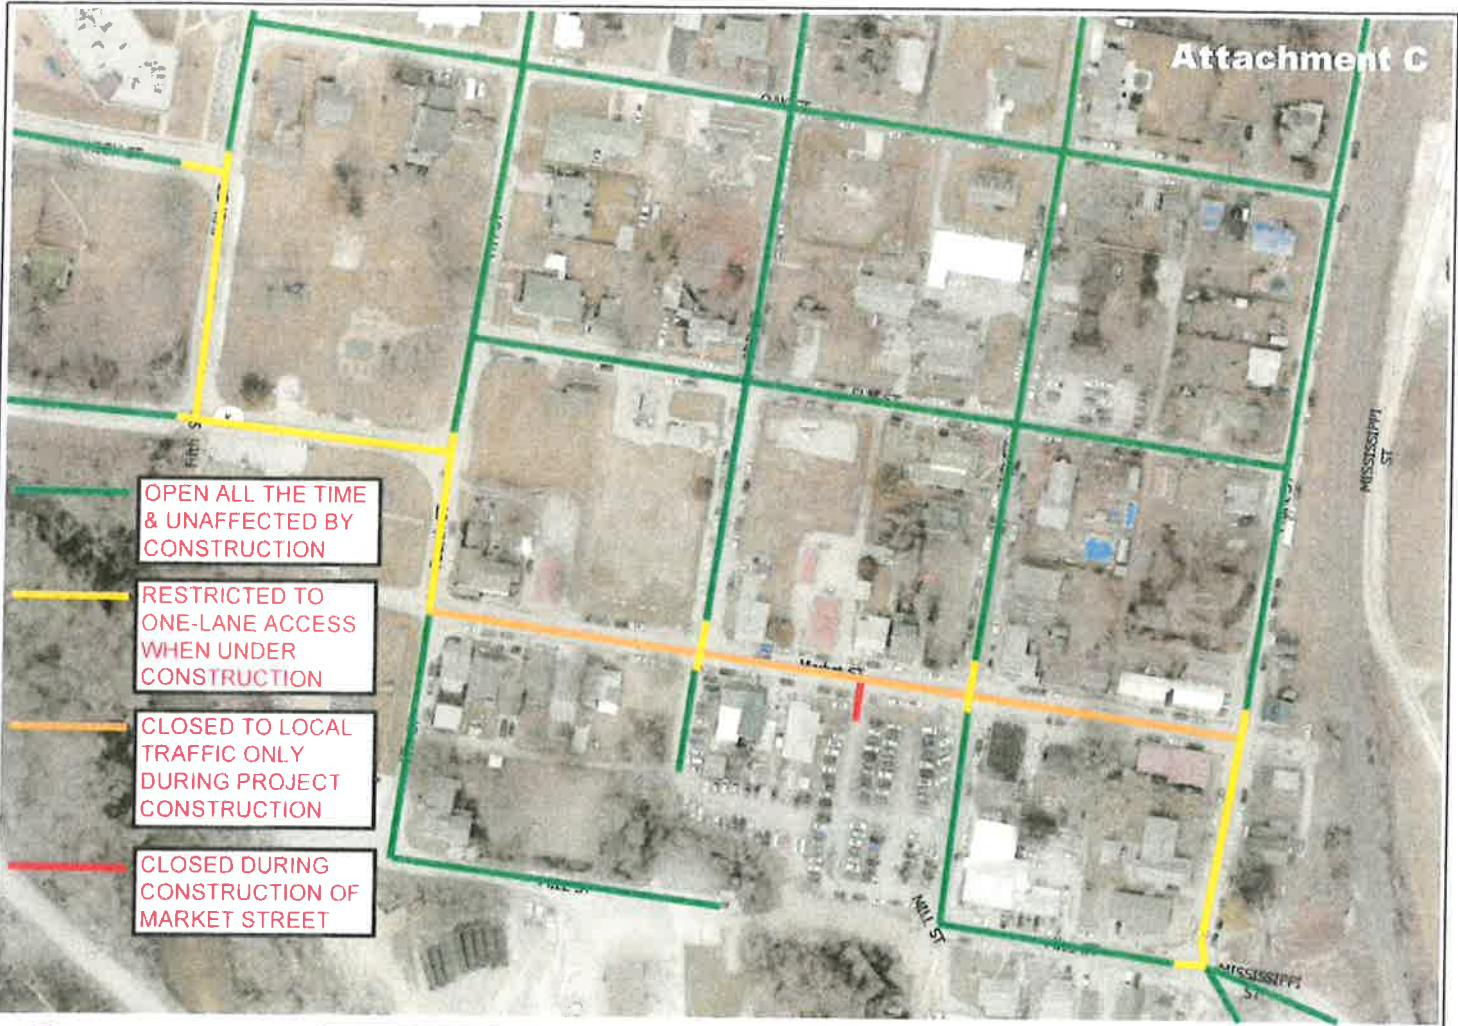 Attachment C
MISSISSIPPI
ST
Fifth S
OPEN ALL THE TIME
& UNAFFECTED BY
CONSTRUCTION
RESTRICTED TO
ONE-LANE ACCESS
WHEN UNDER
CONSTRUCTION
CLOSED TO LOCAL
TRAFFIC ONLY
DURING PROJECT
CONSTRUCTION
CLOSED DURING
CONSTRUCTION OF
MARKET STREET
Market ST
MILL ST
MISSISSIPPI
ST